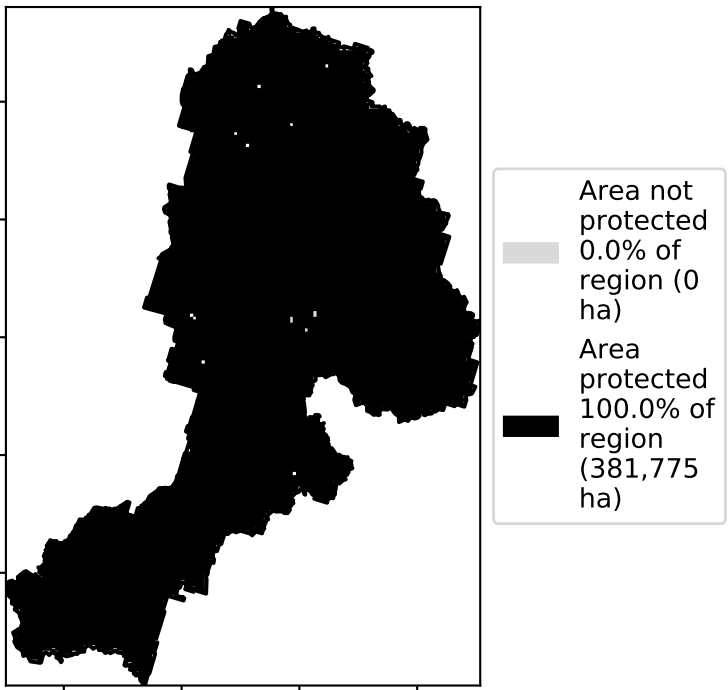 Area not
protected
0.0% of
region (0
ha)
Area
protected
100.0% of
region
(381,775
ha)